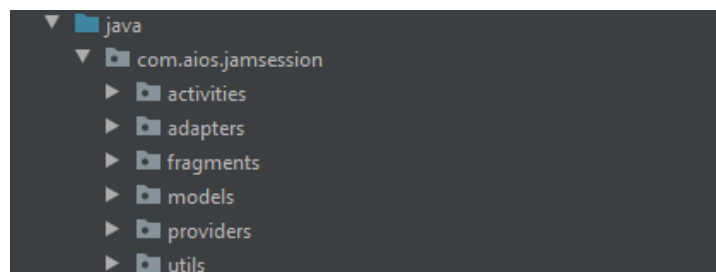 java
com.aios.jamsession
activities
adapters
fragments
models
providers
utils